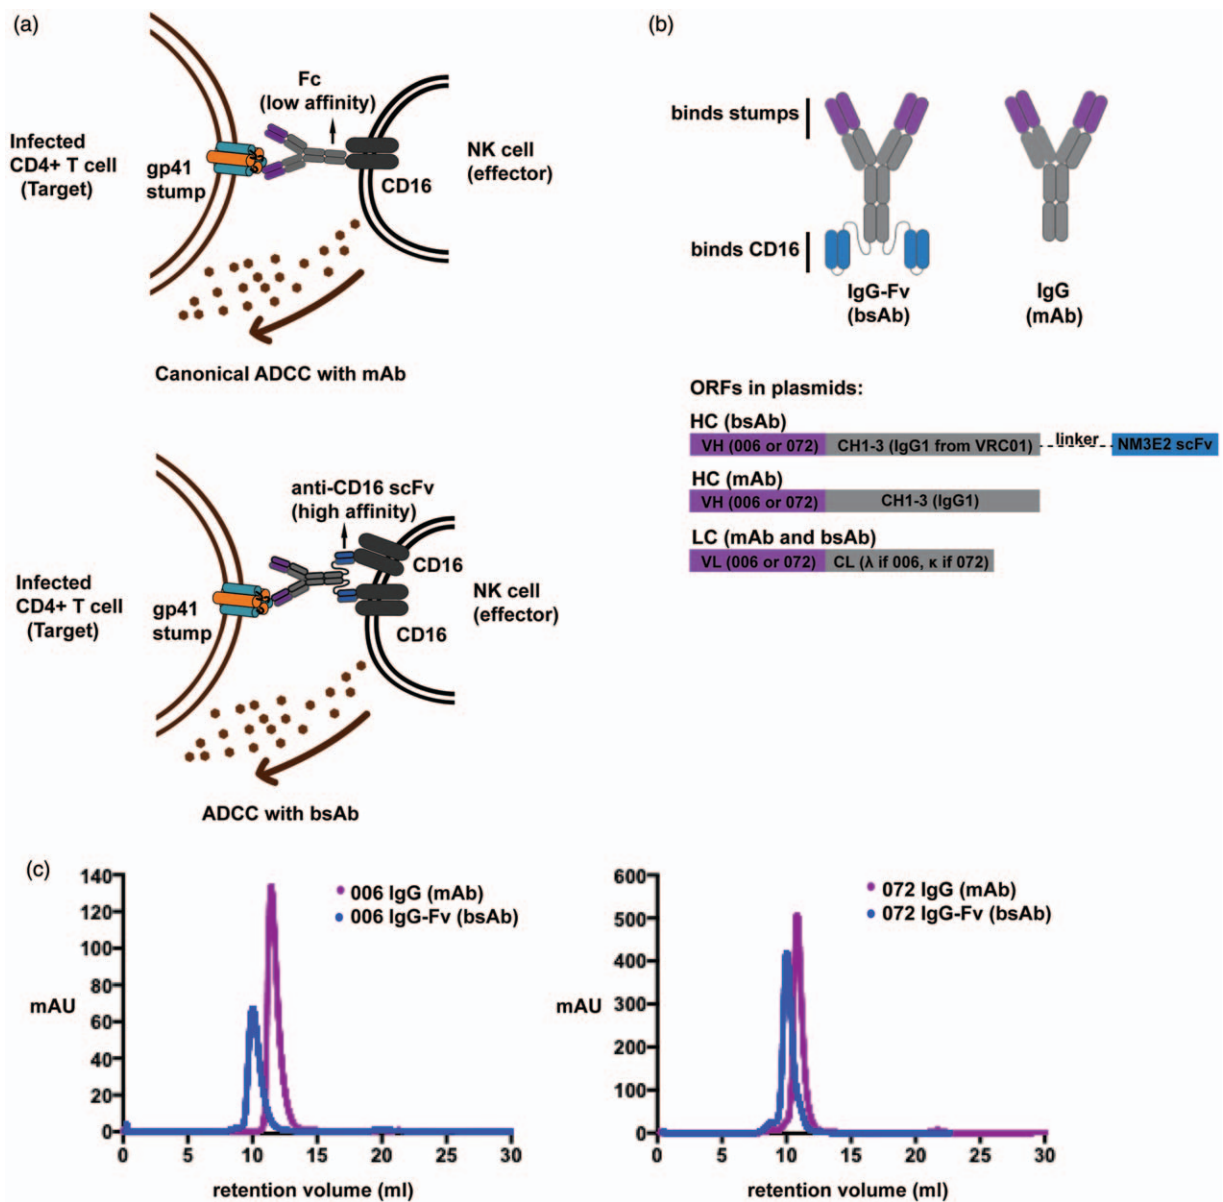 (a)
Fc
(low affinity)
Infected
CD4+ T cell
(Target)
gp41
stump
CD16
NK cell
(effector)
Canonical ADCC with mAb
anti-CD16 scFv
(high affinity)
Infected
CD4+ T cell
(Target)
gp41
stump
CD16
CD16
NK cell
(effector)
ADCC with bsAb
(b)
binds stumps
binds CD16
IgG-Fv
(bsAb)
IgG
(mAb)
ORFs in plasmids:
HC (bsAb)
VH (006 or 072) CH1-3 (IgG1 from VRC01) linker NM3E2 scFv
HC (mAb)
VH (006 or 072) CH1-3 (IgG1)
LC (mAb and bsAb)
VL (006 or 072) CL (λ if 006, κ if 072)
(c)
140
120
100
80
60
40
20
0
mAU
006 IgG (mAb)
006 IgG-Fv (bsAb)
0 5 10 15 20 25 30
retention volume (ml)
600
500
400
300
200
100
0
mAU
072 IgG (mAb)
072 IgG-Fv (bsAb)
0 5 10 15 20 25 30
retention volume (ml)